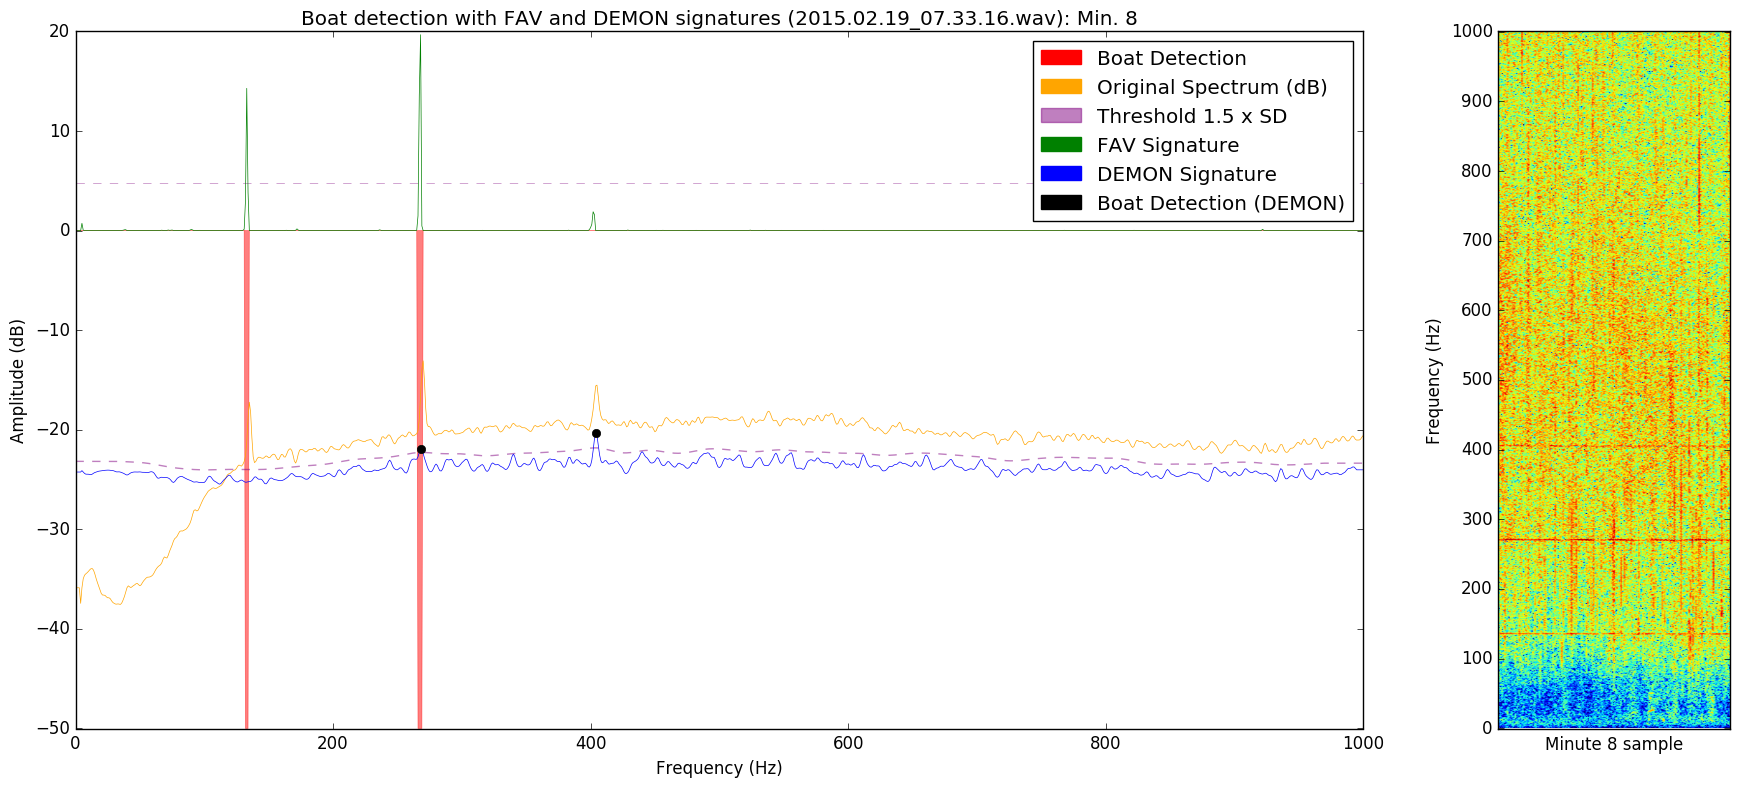 Boat detection with FAV and DEMON signatures (2015.02.19_07.33.16.wav): Min. 8
Boat Detection
Original Spectrum (dB)
Threshold 1.5 x SD
FAV Signature
DEMON Signature
Boat Detection (DEMON)
Amplitude (dB)
20
10
0
−10
−20
−30
−40
−50
0
200
400
600
800
1000
Frequency (Hz)
Frequency (Hz)
1000
900
800
700
600
500
400
300
200
100
0
Minute 8 sample